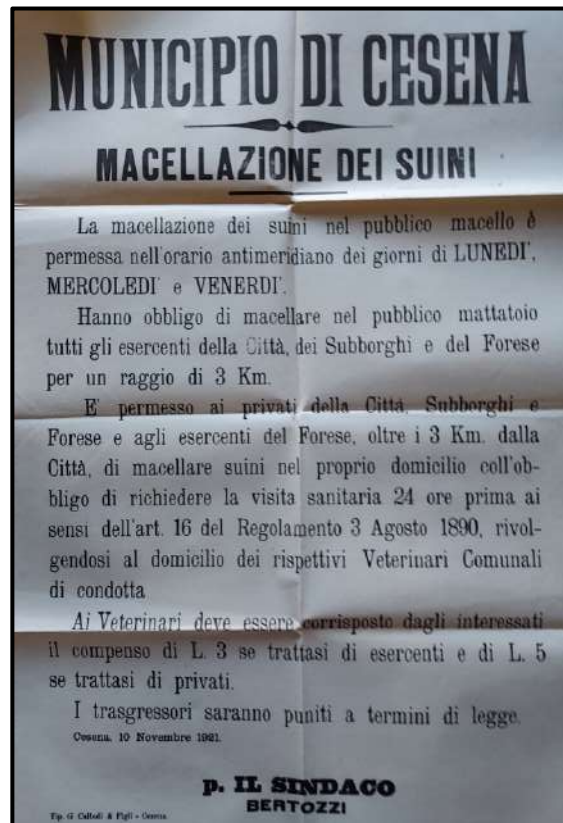 MUNICIPIO DI CESENA
MACELLAZIONE DEI SUINI
La macellazione dei suini nel pubblico macello è
permessa nell'orario antimeridiano dei giorni di LUNEDI',
MERCOLEDI' e VENERDI'.
Hanno obbligo di macellare nel pubblico mattatoio
tutti gli esercenti della Città, dei Subborghi e del Forese
per un raggio di 3 Km.
E' permesso ai privati della Città, Subborghi e
Forese e agli esercenti del Forese, oltre i 3 Km. dalla
Città, di macellare suini nel proprio domicilio coll'ob-
bligo di richiedere la visita sanitaria 24 ore prima ai
sensi dell'art. 16 del Regolamento 3 Agosto 1890, rivol-
gendosi al domicilio dei rispettivi Veterinari Comunali
di condotta
Ai Veterinari deve essere corrisposto dagli interessati
il compenso di L. 3 se trattasi di esercenti e di L. 5
se trattasi di privati.
I trasgressori saranno puniti a termini di legge.
Cesena, 10 Novembre 1921.
p. IL SINDACO
BERTOZZI
Tip. G. & Figli - Cesena